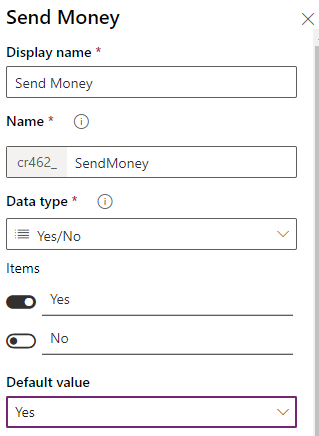 Send Money
Display name *
Send Money
Name *
cr462_ SendMoney
Data type *
Yes/No
Items
Yes
No
Default value
Yes